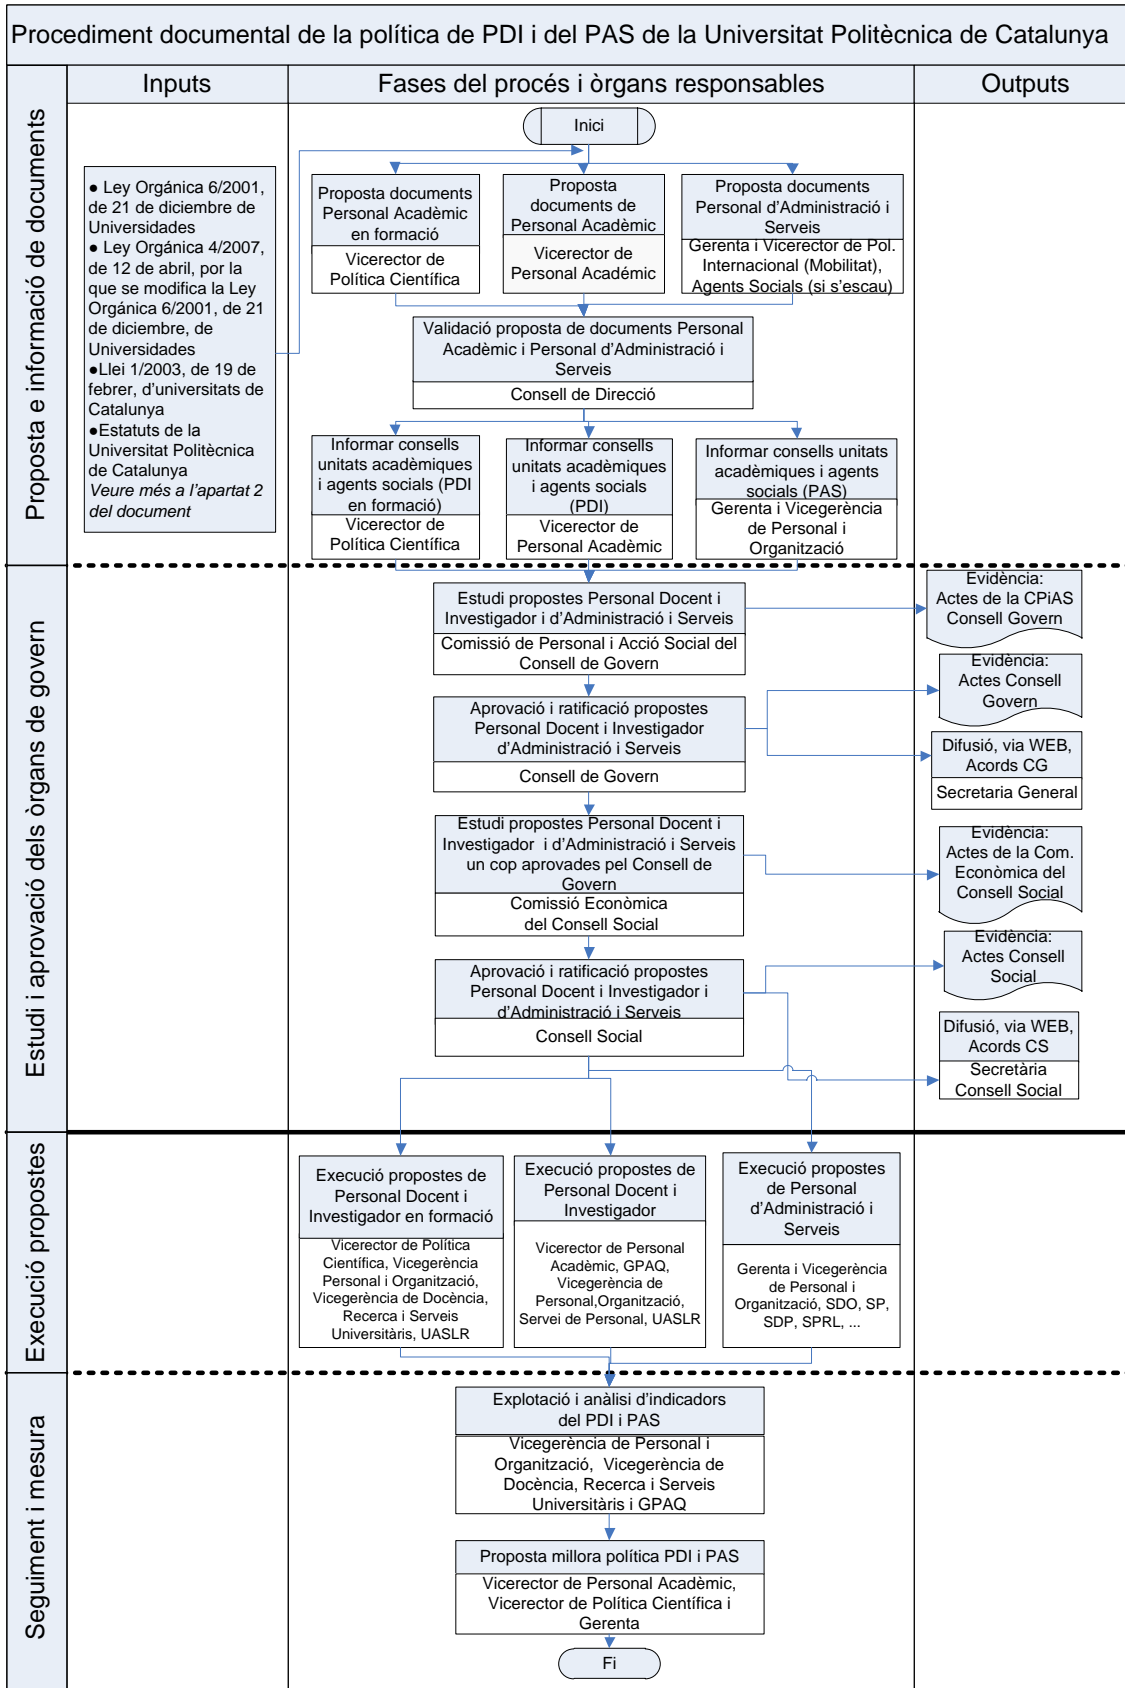 Procediment documental de la política de PDI i del PAS de la Universitat Politècnica de Catalunya
Inputs
Fases del procés i òrgans responsables
Outputs
Proposta e informació de documents
Inici
● Ley Orgánica 6/2001,
de 21 de diciembre de
Universidades
● Ley Orgánica 4/2007,
de 12 de abril, por la
que se modifica la Ley
Orgánica 6/2001, de 21
de diciembre, de
Universidades
●Llei 1/2003, de 19 de
febrer, d'universitats de
Catalunya
●Estatuts de la
Universitat Politècnica
de Catalunya
Veure més a l'apartat 2
del document
Proposta documents
Personal Acadèmic
en formació
Vicerector de
Política Científica
Proposta
documents de
Personal Acadèmic
Vicerector de
Personal Académic
Proposta documents
Personal d'Administració i
Serveis
Gerenta i Vicerector de Pol.
Internacional (Mobilitat),
Agents Socials (si s'escau)
Validació proposta de documents Personal
Acadèmic i Personal d'Administració i
Serveis
Consell de Direcció
Informar consells
unitats acadèmiques
i agents socials (PDI
en formació)
Vicerector de
Política Científica
Informar consells
unitats acadèmiques
i agents socials
(PDI)
Vicerector de
Personal Acadèmic
Informar consells unitats
acadèmiques i agents
socials (PAS)
Gerenta i Vicegerència
de Personal i
Organització
Estudi i aprovació dels òrgans de govern
Estudi propostes Personal Docent i
Investigador i d'Administració i Serveis
Comissió de Personal i Acció Social del
Consell de Govern
Evidència:
Actes de la CPiAS
Consell Govern
Aprovació i ratificació propostes
Personal Docent i Investigador
d'Administració i Serveis
Consell de Govern
Evidència:
Actes Consell
Govern
Difusió, via WEB,
Acords CG
Secretaria General
Estudi propostes Personal Docent i
Investigador  i d'Administració i Serveis
un cop aprovades pel Consell de
Govern
Comissió Econòmica
del Consell Social
Evidència:
Actes de la Com.
Econòmica del
Consell Social
Aprovació i ratificació propostes
Personal Docent i Investigador i
d'Administració i Serveis
Consell Social
Evidència:
Actes Consell
Social
Difusió, via WEB,
Acords CS
Secretària
Consell Social
Execució propostes
Execució propostes de
Personal Docent i
Investigador en formació
Vicerector de Política
Científica, Vicegerència
Personal i Organització,
Vicegerència de Docència,
Recerca i Serveis
Universitàris, UASLR
Execució propostes de
Personal Docent i
Investigador
Vicerector de Personal
Acadèmic, GPAQ,
Vicegerència de
Personal,Organització,
Servei de Personal, UASLR
Execució propostes
de Personal
d'Administració i
Serveis
Gerenta i Vicegerència
de Personal i
Organització, SDO, SP,
SDP, SPRL, ...
Seguiment i mesura
Explotació i anàlisi d'indicadors
del PDI i PAS
Vicegerència de Personal i
Organització,  Vicegerència de
Docència, Recerca i Serveis
Universitàris i GPAQ
Proposta millora política PDI i PAS
Vicerector de Personal Acadèmic,
Vicerector de Política Científica i
Gerenta
Fi